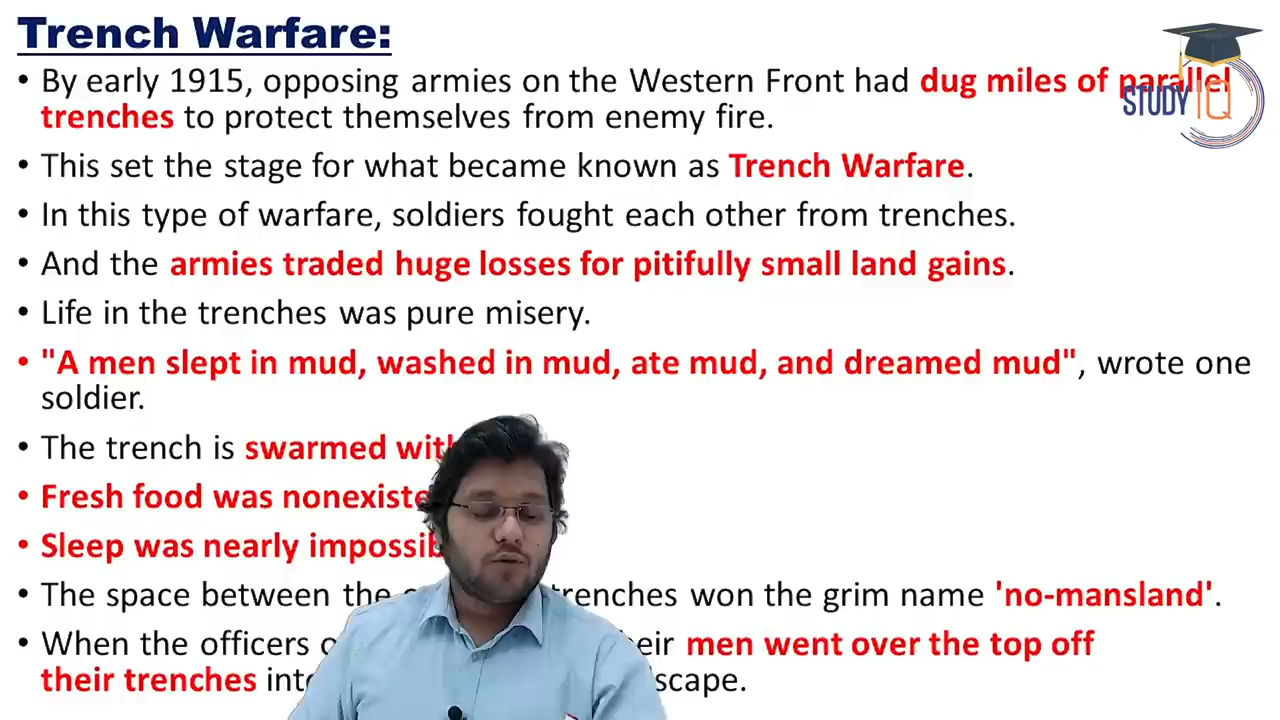 Trench Warfare:
• By early 1915, opposing armies on the Western Front had dug miles of parallel
trenches to protect themselves from enemy fire.
• This set the stage for what became known as Trench Warfare.
• In this type of warfare, soldiers fought each other from trenches.
• And the armies traded huge losses for pitifully small land gains.
• Life in the trenches was pure misery.
• "A men slept in mud, washed in mud, ate mud, and dreamed mud", wrote one
soldier.
• The trench is swarmed with
• Fresh food was
• Sleep was nearly
• The space between the trenches won the grim name 'no-mansland'.
• When the officers men went over the top off
their trenches
STUDY IQ